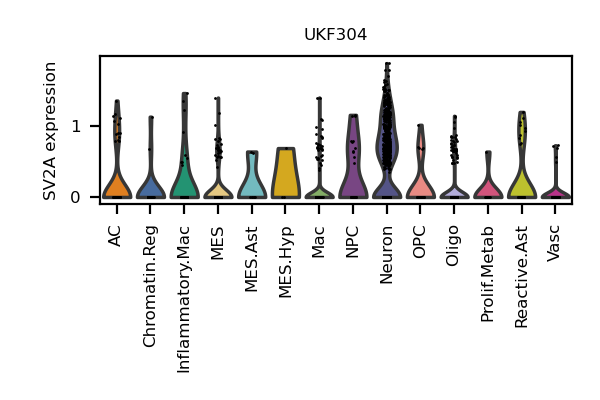 UKF304
SV2A expression
1
0
AC
Chromatin.Reg
Inflammatory.Mac
MES
MES.Ast
MES.Hyp
Mac
NPC
Neuron
OPC
Oligo
Prolif.Metab
Reactive.Ast
Vasc